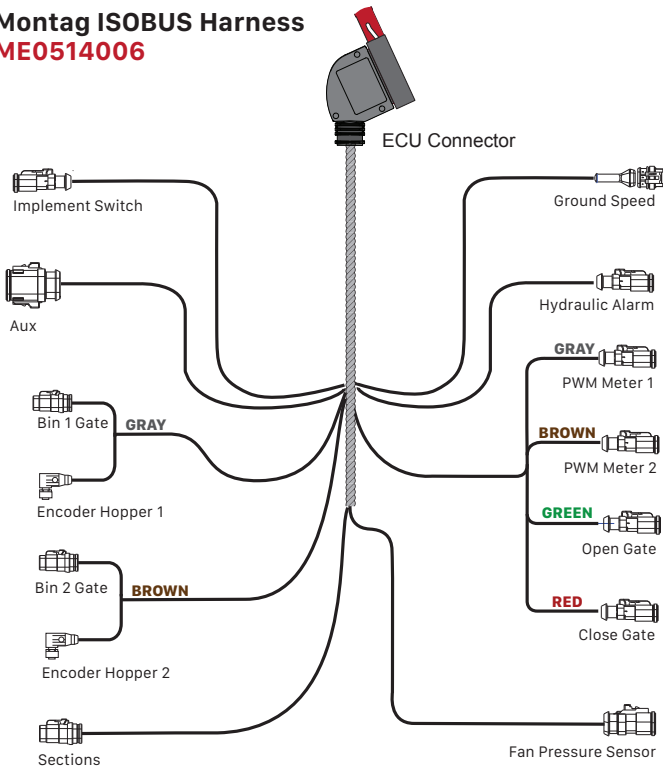 Montag ISOBUS Harness
ME0514006
ECU Connector
Implement Switch
Ground Speed
Aux
Hydraulic Alarm
GRAY
PWM Meter 1
Bin 1 Gate
GRAY
BROWN
PWM Meter 2
Encoder Hopper 1
GREEN
Open Gate
Bin 2 Gate
BROWN
RED
Close Gate
Encoder Hopper 2
Sections
Fan Pressure Sensor